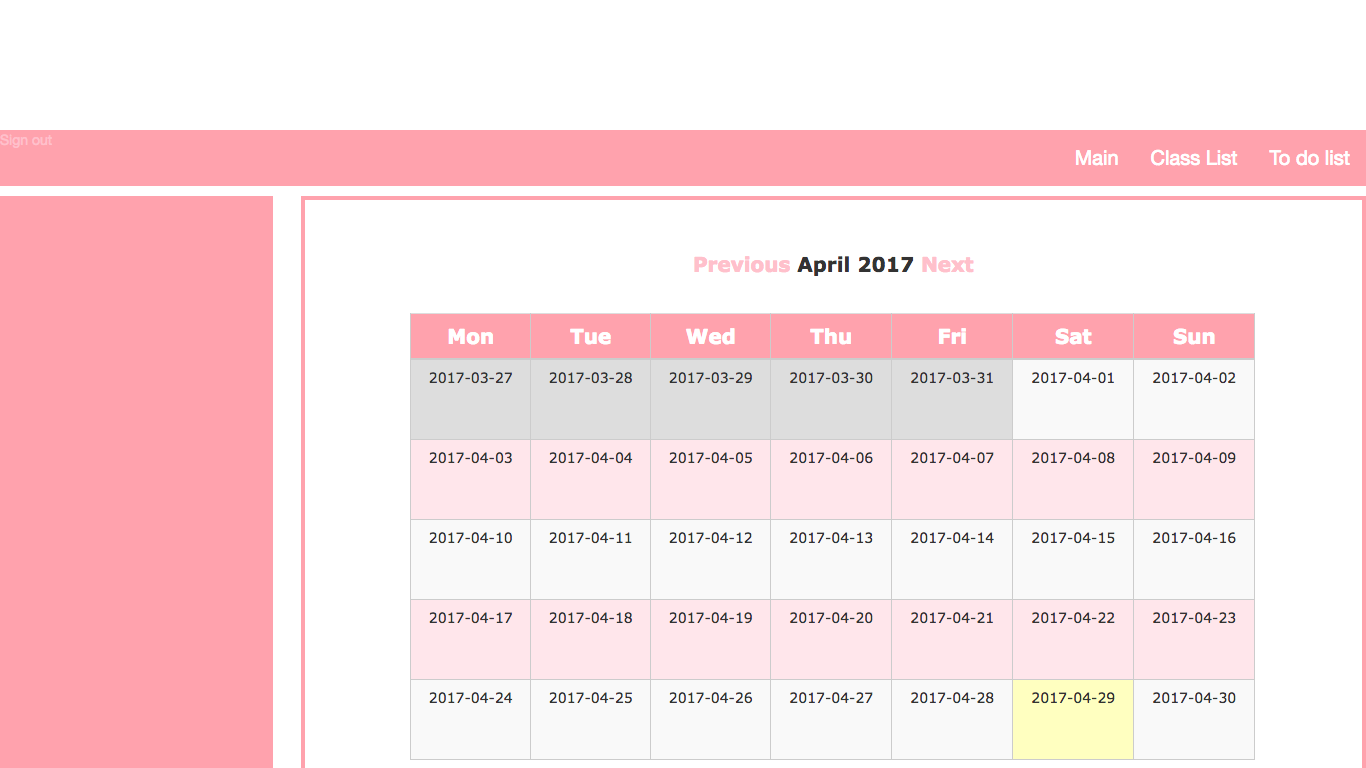 Sign out
Main Class List To do list
Previous April 2017 Next
Mon Tue Wed Thu Fri Sat Sun
2017-03-27 2017-03-28 2017-03-29 2017-03-30 2017-03-31 2017-04-01 2017-04-02
2017-04-03 2017-04-04 2017-04-05 2017-04-06 2017-04-07 2017-04-08 2017-04-09
2017-04-10 2017-04-11 2017-04-12 2017-04-13 2017-04-14 2017-04-15 2017-04-16
2017-04-17 2017-04-18 2017-04-19 2017-04-20 2017-04-21 2017-04-22 2017-04-23
2017-04-24 2017-04-25 2017-04-26 2017-04-27 2017-04-28 2017-04-29 2017-04-30